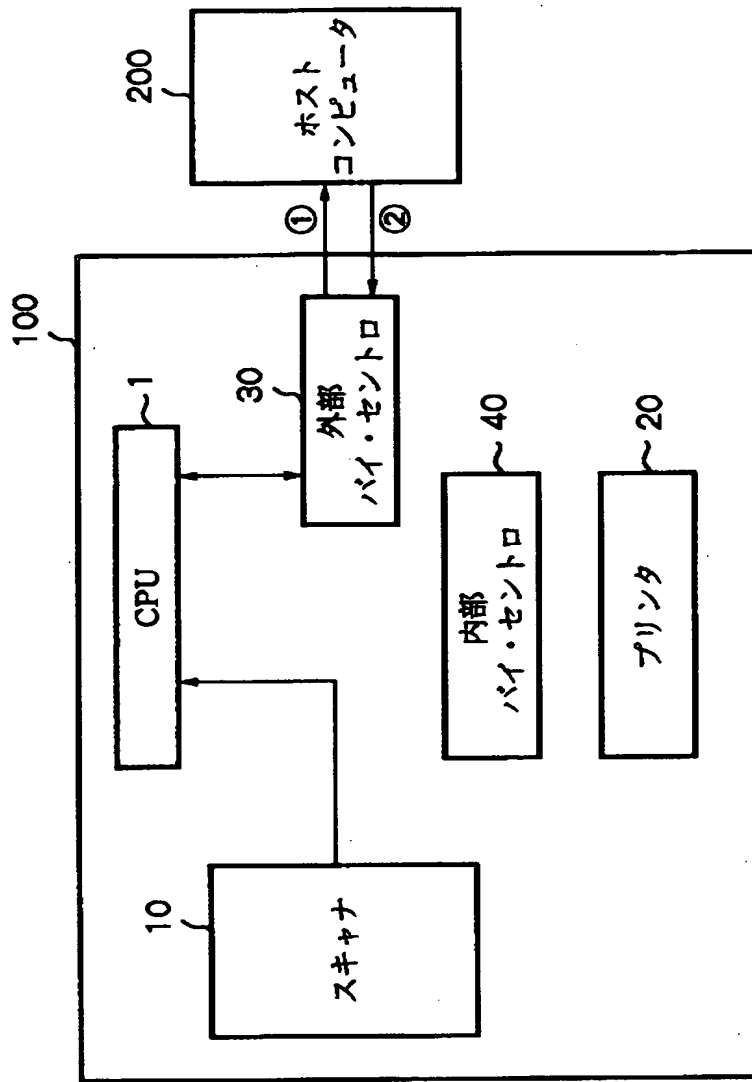 100
200
CPU
1
10
スキャナ
30
外部
バイ・セントロ
①
②
ホスト
コンピュータ
内部
バイ・セントロ
40
プリンタ
20